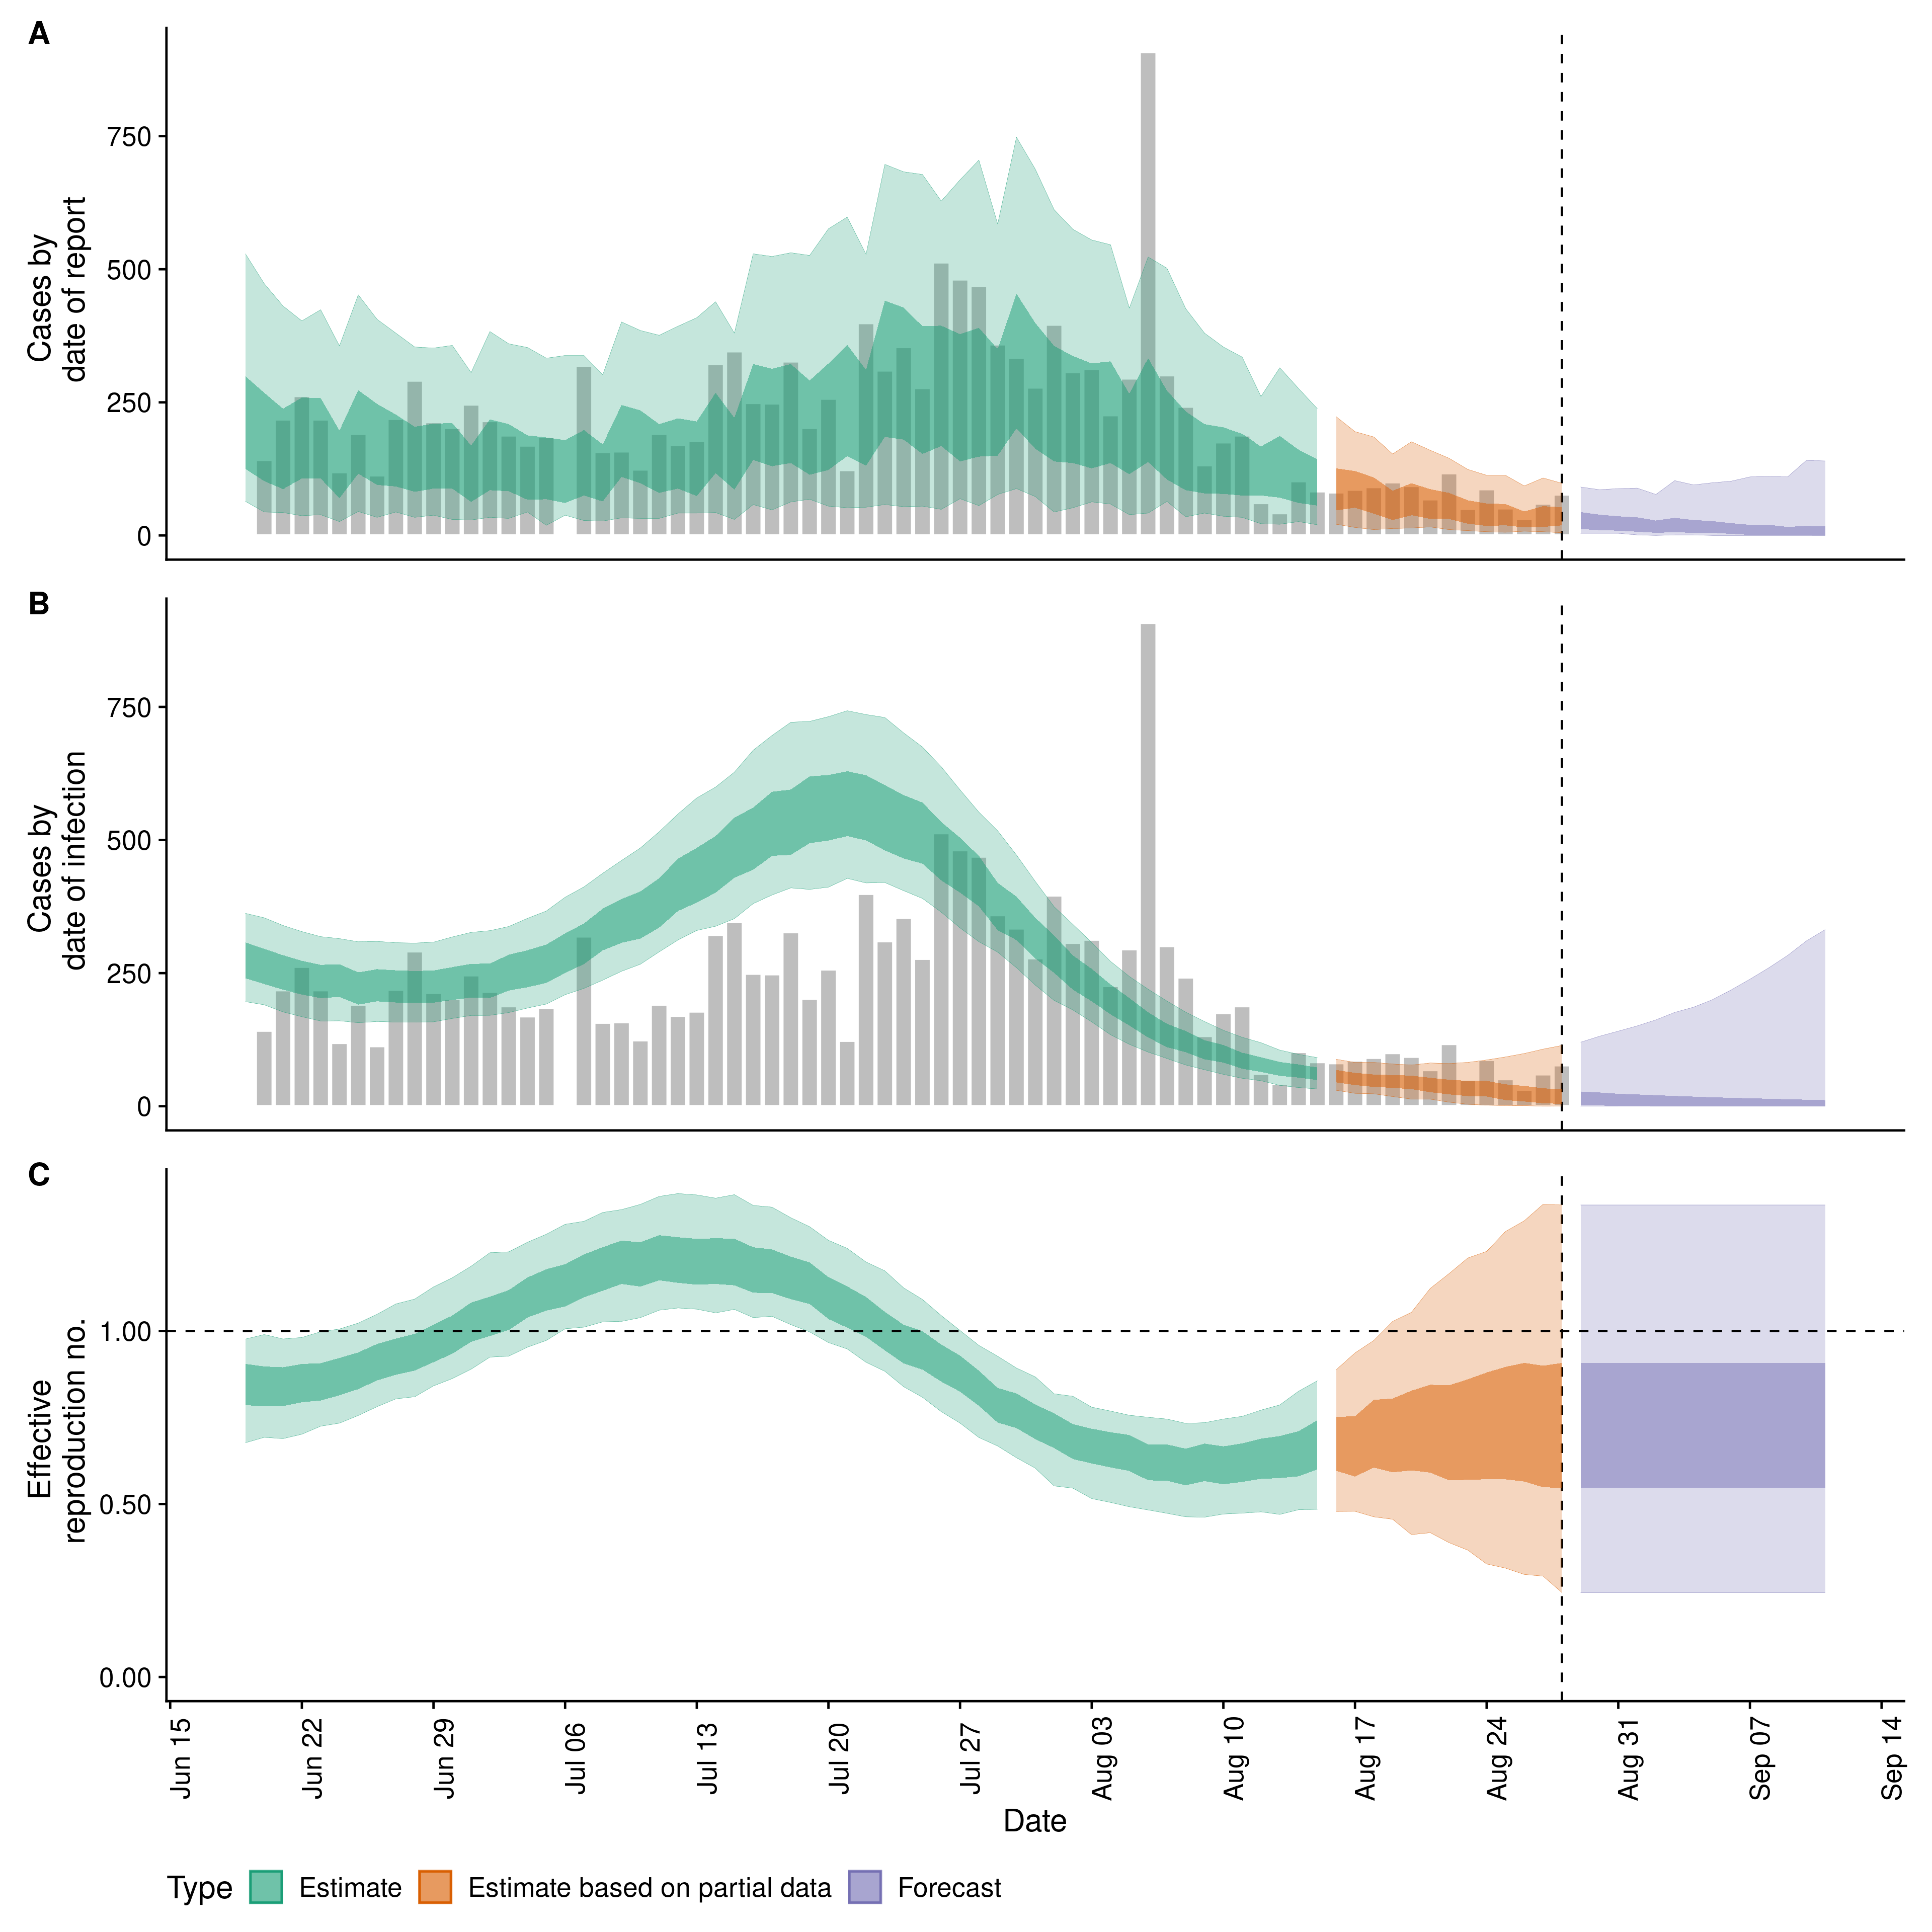 A
Cases by
date of report
750
500
250
0
B
Cases by
date of infection
750
500
250
0
C
Effective
reproduction no.
1.00
0.50
0.00
Jun 15
Jun 22
Jun 29
Jul 06
Jul 13
Jul 20
Jul 27
Aug 03
Aug 10
Aug 17
Aug 24
Aug 31
Sep 07
Sep 14
Date
Type Estimate Estimate based on partial data Forecast